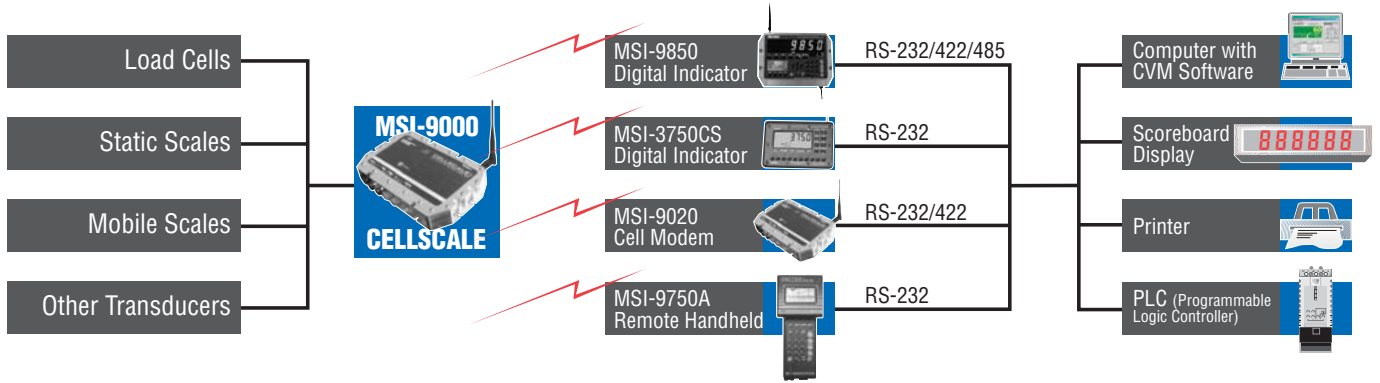 Load Cells
Static Scales
Mobile Scales
Other Transducers
MSI-9000
CELLSCALE
MSI-9850
Digital Indicator
9850
RS-232/422/485
MSI-3750CS
Digital Indicator
3750
RS-232
MSI-9020
Cell Modem
RS-232/422
MSI-9750A
Remote Handheld
RS-232
Computer with
CVM Software
Scoreboard
Display
888888
Printer
PLC (Programmable
Logic Controller)